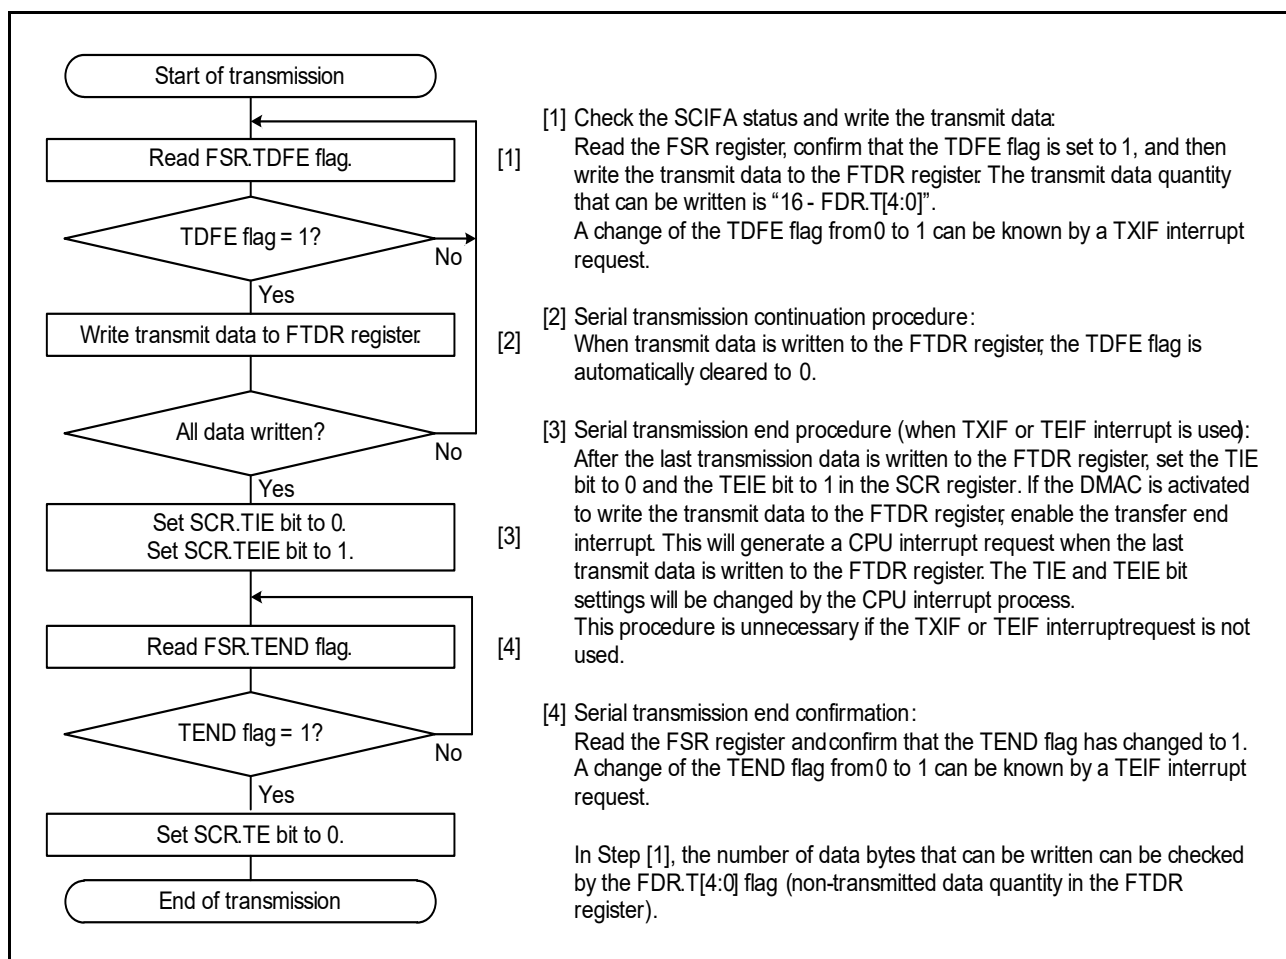 Start of transmission
Read FSR.TDFE flag.
[1]
TDFE flag = 1?
No
Yes
Write transmit data to FTDR register.
[2]
All data written?
No
Yes
Set SCR.TIE bit to 0.
Set SCR.TEIE bit to 1.
[3]
Read FSR.TEND flag.
[4]
TEND flag = 1?
No
Yes
Set SCR.TE bit to 0.
End of transmission
[1] Check the SCIFA status and write the transmit data:
Read the FSR register, confirm that the TDFE flag is set to 1, and then
write the transmit data to the FTDR register. The transmit data quantity
that can be written is “16 - FDR.T[4:0]”.
A change of the TDFE flag from 0 to 1 can be known by a TXIF interrupt
request.
[2] Serial transmission continuation procedure:
When transmit data is written to the FTDR register, the TDFE flag is
automatically cleared to 0.
[3] Serial transmission end procedure (when TXIF or TEIF interrupt is used):
After the last transmission data is written to the FTDR register, set the TIE
bit to 0 and the TEIE bit to 1 in the SCR register. If the DMAC is activated
to write the transmit data to the FTDR register, enable the transfer end
interrupt. This will generate a CPU interrupt request when the last
transmit data is written to the FTDR register. The TIE and TEIE bit
settings will be changed by the CPU interrupt process.
This procedure is unnecessary if the TXIF or TEIF interrupt request is not
used.
[4] Serial transmission end confirmation:
Read the FSR register and confirm that the TEND flag has changed to 1.
A change of the TEND flag from 0 to 1 can be known by a TEIF interrupt
request.
In Step [1], the number of data bytes that can be written can be checked
by the FDR.T[4:0] flag (non-transmitted data quantity in the FTDR
register).